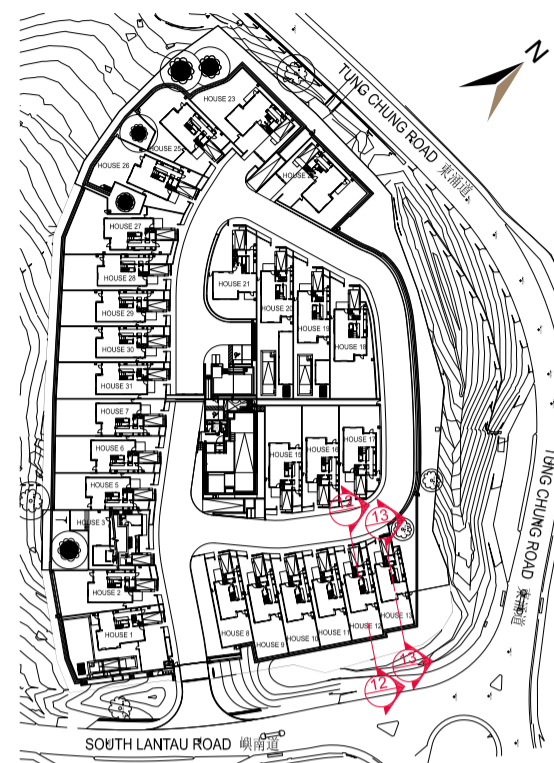 N
TUNG CHUNG ROAD 東涌道
HOUSE 23
HOUSE 25
HOUSE 26
HOUSE 27
HOUSE 28
HOUSE 29
HOUSE 30
HOUSE 31
HOUSE 21
HOUSE 20
HOUSE 19
HOUSE 18
HOUSE 7
HOUSE 6
HOUSE 5
HOUSE 3
HOUSE 2
HOUSE 1
HOUSE 15
HOUSE 16
HOUSE 17
12
13
HOUSE 8
HOUSE 9
HOUSE 10
HOUSE 11
HOUSE 12
HOUSE 13
12
13
TUNG CHUNG ROAD 東涌道
SOUTH LANTAU ROAD 嶼南道